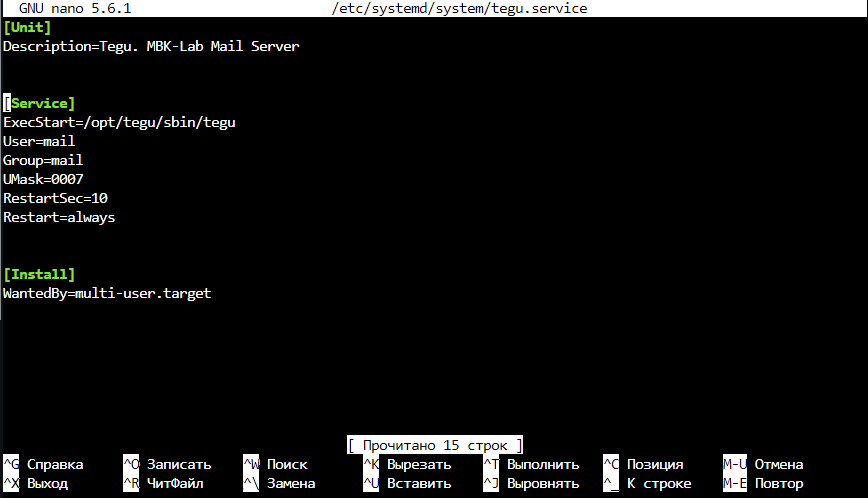 GNU nano 5.6.1 /etc/systemd/system/tegu.service
[Unit]
Description=Tegu. MBK-Lab Mail Server
[Service]
ExecStart=/opt/tegu/sbin/tegu
User=mail
Group=mail
UMask=0007
RestartSec=10
Restart=always
[Install]
WantedBy=multi-user.target
[ Прочитано 15 строк ]
^G Справка ^O Записать ^W Поиск ^K Вырезать ^T Выполнить ^C Позиция M-U Отмена
^X Выход ^R ЧитФайл ^\ Замена ^U Вставить ^J Выровнять ^_ К строке M-E Повтор